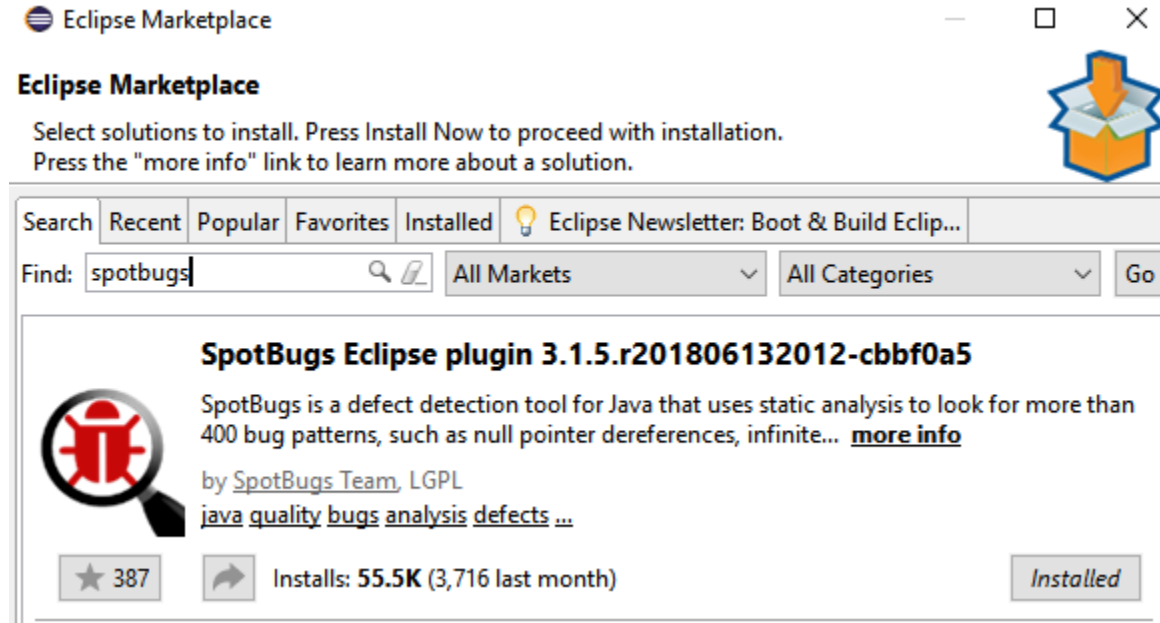 Eclipse Marketplace
Eclipse Marketplace
Select solutions to install. Press Install Now to proceed with installation.
Press the "more info" link to learn more about a solution.
Search Recent Popular Favorites Installed Eclipse Newsletter: Boot & Build Eclip...
Find: spotbugs All Markets All Categories Go
SpotBugs Eclipse plugin 3.1.5.r201806132012-cbbf0a5
SpotBugs is a defect detection tool for Java that uses static analysis to look for more than
400 bug patterns, such as null pointer dereferences, infinite... more info
by SpotBugs Team, LGPL
java quality bugs analysis defects ...
387 Installs: 55.5K (3,716 last month) Installed